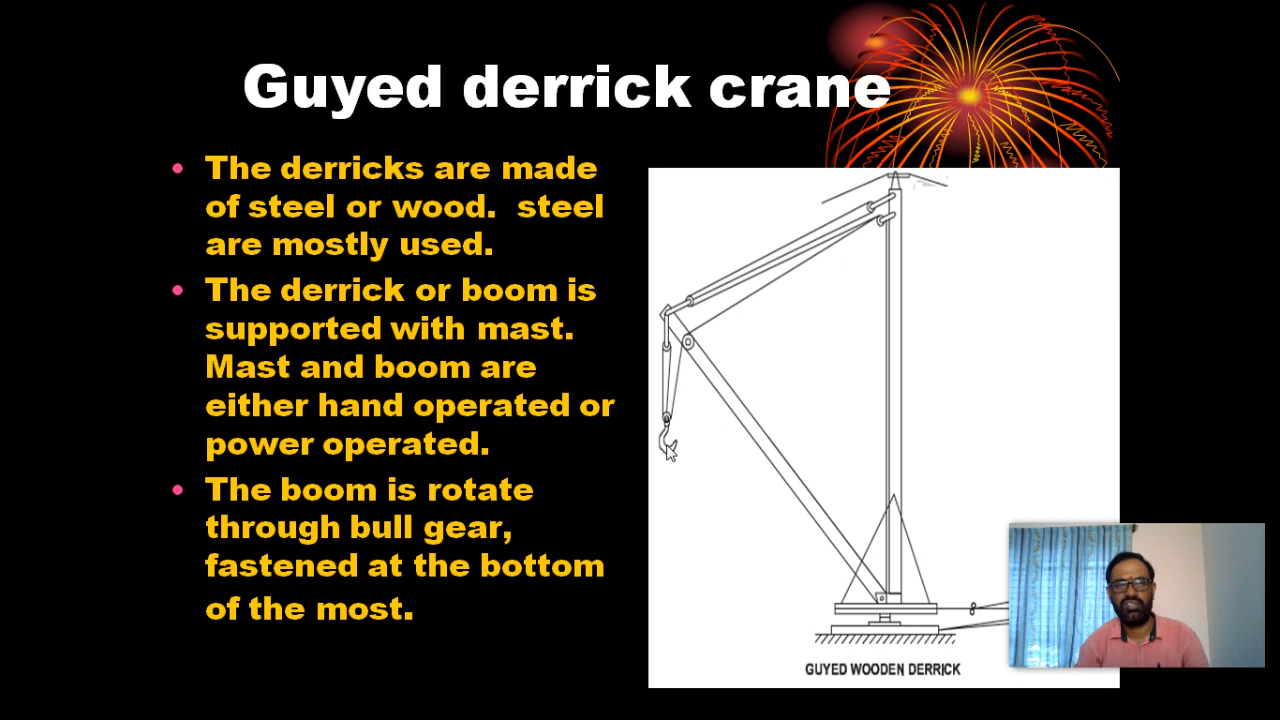 Guyed derrick crane
• The derricks are made
of steel or wood.  steel
are mostly used.
• The derrick or boom is
supported with mast.
Mast and boom are
either hand operated or
power operated.
• The boom is rotate
through bull gear,
fastened at the bottom
of the most.
GUYED WOODEN DERRICK